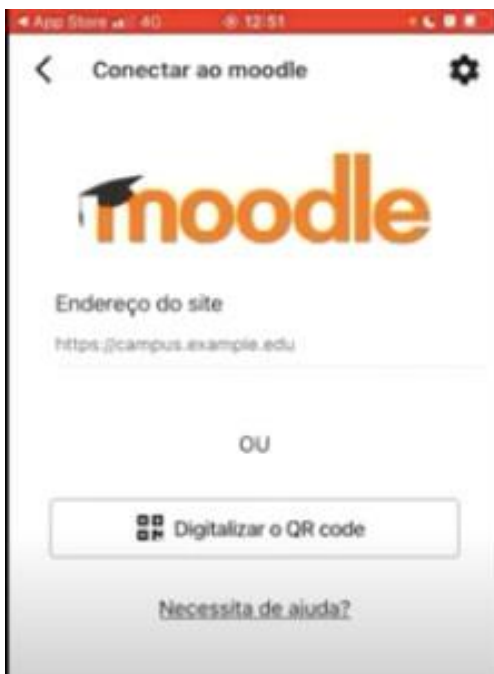 App Store 4G 12:51
Conectar ao moodle
moodle
Endereço do site
https://campus.example.edu
OU
Digitalizar o QR code
Necessita de ajuda?